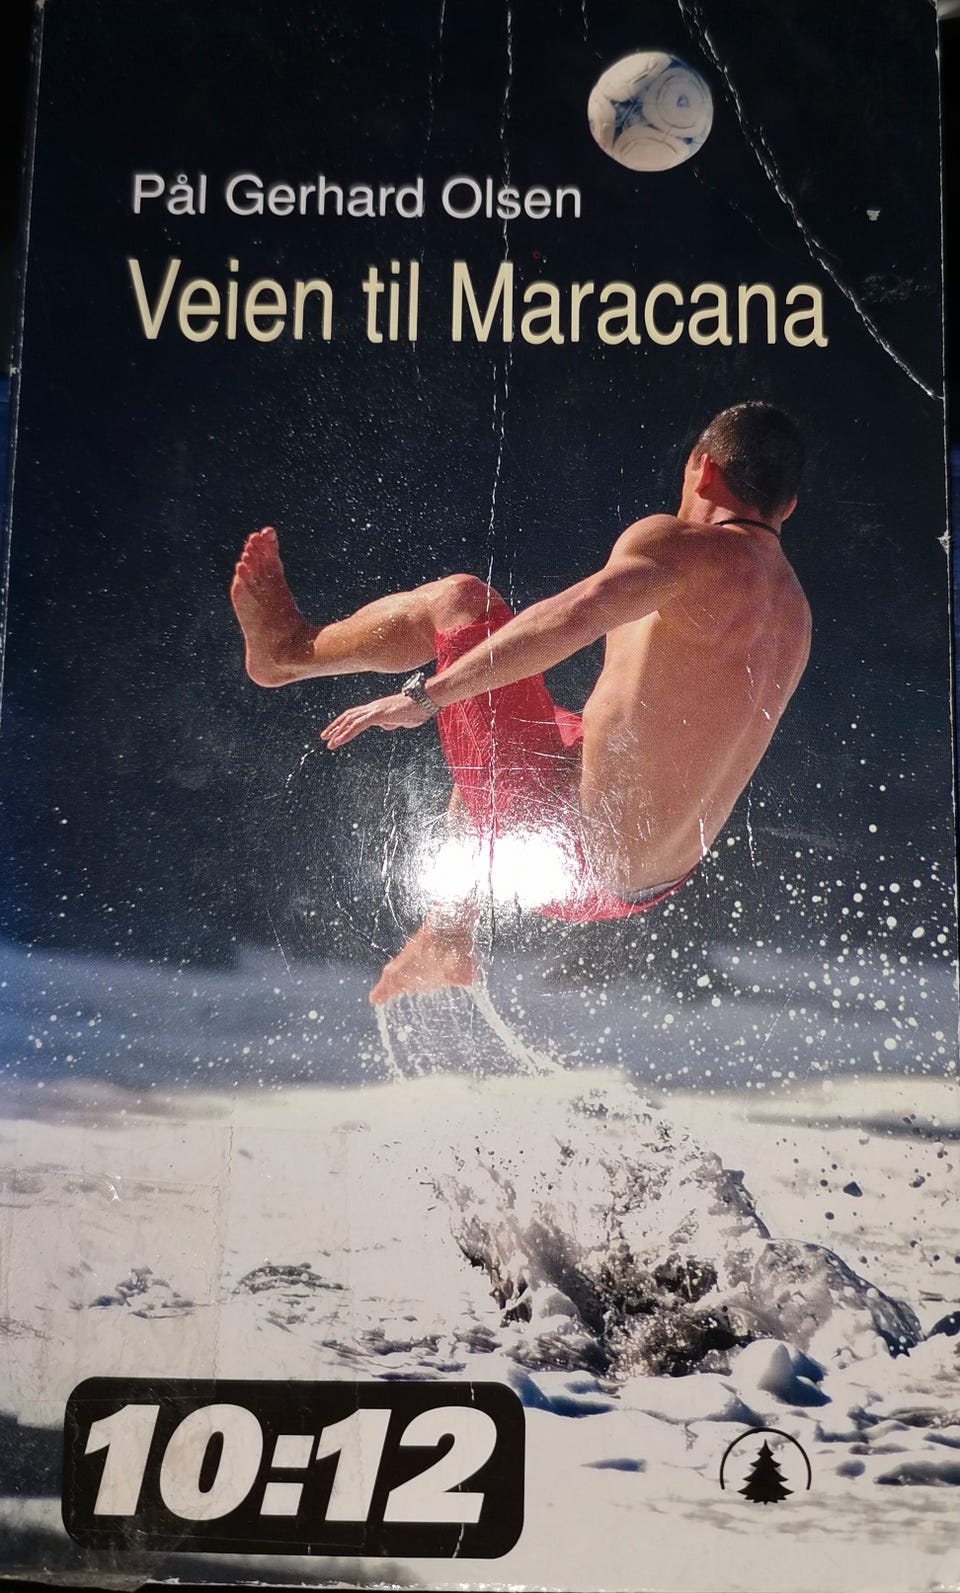 Pål Gerhard Olsen
Veien til Maracana
10:12